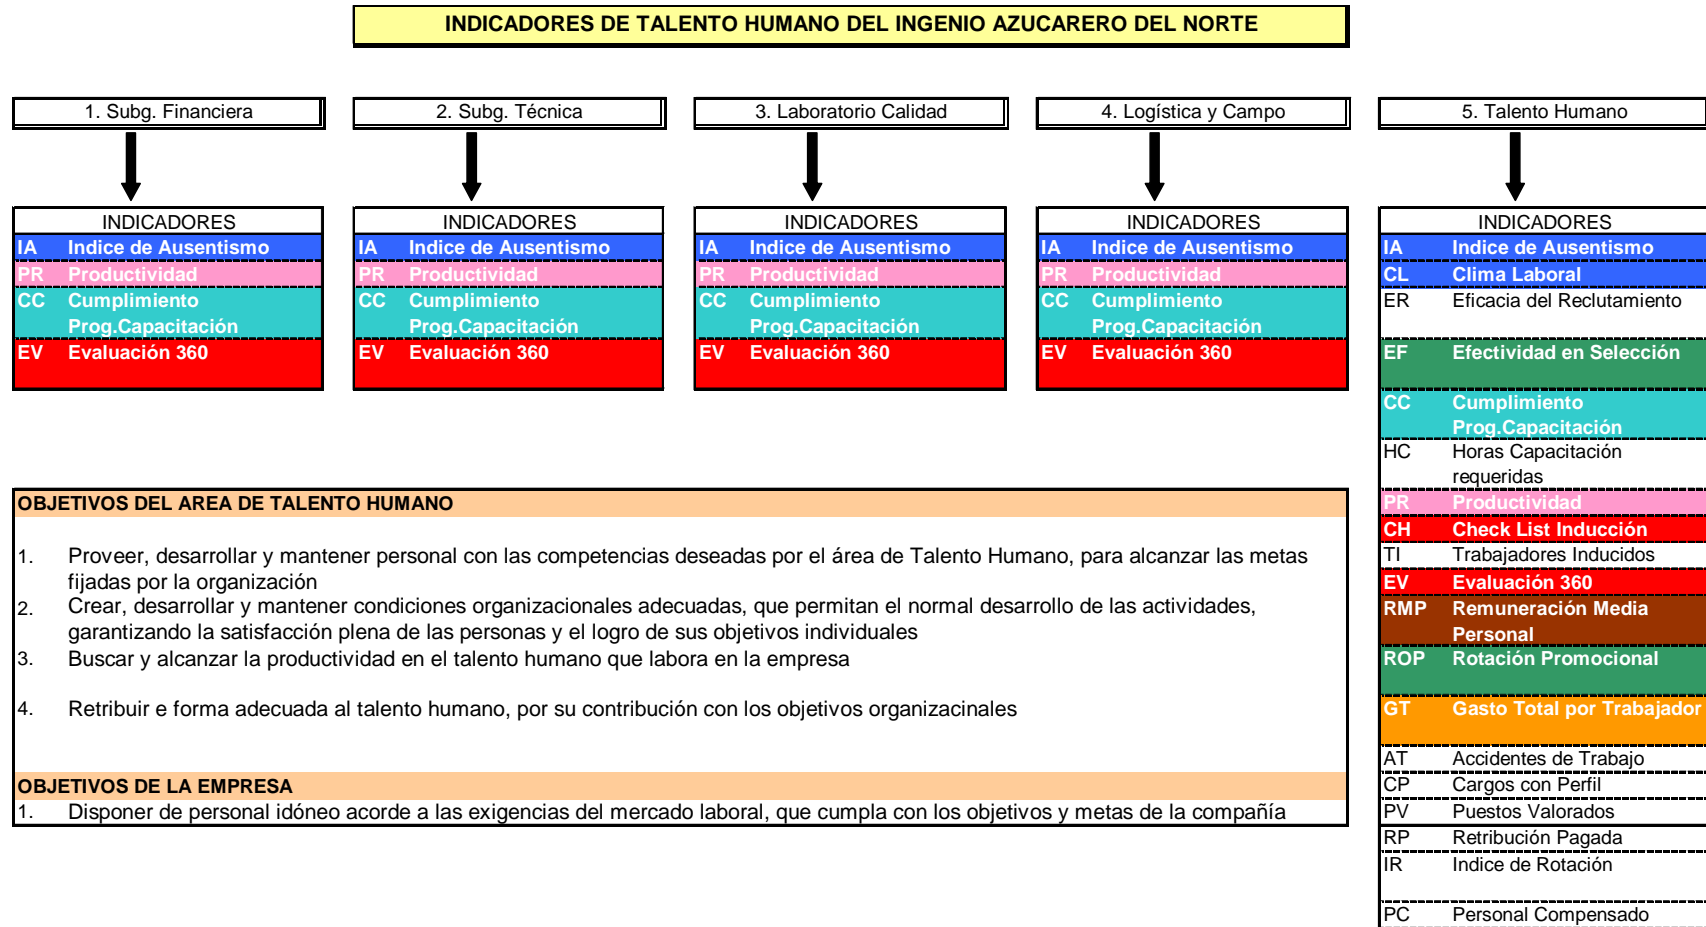 INDICADORES DE TALENTO HUMANO DEL INGENIO AZUCARERO DEL NORTE
1. Subg. Financiera
2. Subg. Técnica
3. Laboratorio Calidad
4. Logística y Campo
5. Talento Humano
INDICADORES
IA Indice de Ausentismo
PR Productividad
CC Cumplimiento
Prog.Capacitación
EV Evaluación 360
INDICADORES
IA Indice de Ausentismo
PR Productividad
CC Cumplimiento
Prog.Capacitación
EV Evaluación 360
INDICADORES
IA Indice de Ausentismo
PR Productividad
CC Cumplimiento
Prog.Capacitación
EV Evaluación 360
INDICADORES
IA Indice de Ausentismo
PR Productividad
CC Cumplimiento
Prog.Capacitación
EV Evaluación 360
INDICADORES
IA Indice de Ausentismo
CL Clima Laboral
ER Eficacia del Reclutamiento
EF Efectividad en Selección
CC Cumplimiento
Prog.Capacitación
HC Horas Capacitación
requeridas
PR Productividad
CH Check List Inducción
TI Trabajadores Inducidos
EV Evaluación 360
RMP Remuneración Media
Personal
ROP Rotación Promocional
GT Gasto Total por Trabajador
AT Accidentes de Trabajo
CP Cargos con Perfil
PV Puestos Valorados
RP Retribución Pagada
IR Indice de Rotación
PC Personal Compensado
OBJETIVOS DEL AREA DE TALENTO HUMANO
1. Proveer, desarrollar y mantener personal con las competencias deseadas por el área de Talento Humano, para alcanzar las metas
fijadas por la organización
2. Crear, desarrollar y mantener condiciones organizacionales adecuadas, que permitan el normal desarrollo de las actividades,
garantizando la satisfacción plena de las personas y el logro de sus objetivos individuales
3. Buscar y alcanzar la productividad en el talento humano que labora en la empresa
4. Retribuir e forma adecuada al talento humano, por su contribución con los objetivos organizacinales
OBJETIVOS DE LA EMPRESA
1. Disponer de personal idóneo acorde a las exigencias del mercado laboral, que cumpla con los objetivos y metas de la compañía